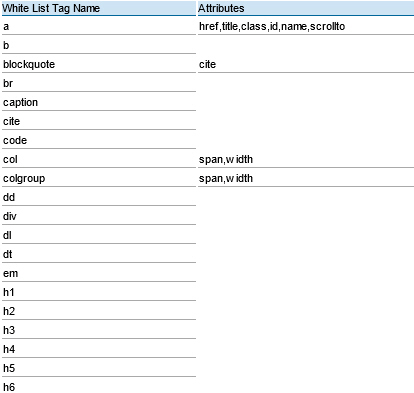 White List Tag Name Attributes
a href,title,class,id,name,scrollto
b
blockquote cite
br
caption
cite
code
col span,width
colgroup span,width
dd
div
dl
dt
em
h1
h2
h3
h4
h5
h6